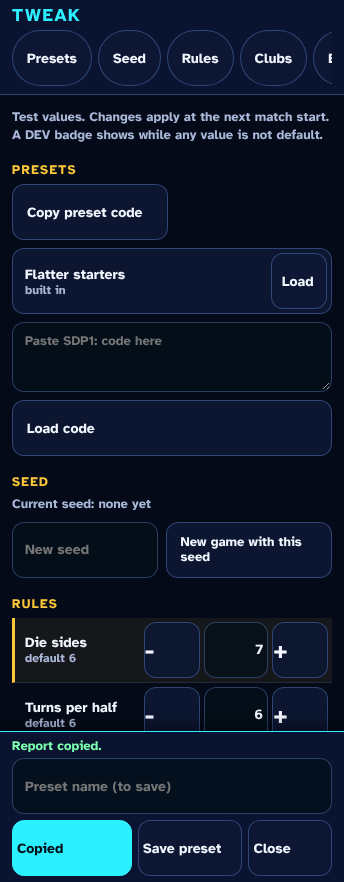 TWEAK
Presets
Seed
Rules
Clubs
Test values. Changes apply at the next match start.
A DEV badge shows while any value is not default.
PRESETS
Copy preset code
Flatter starters
built in
Load
Paste SDP1: code here
Load code
SEED
Current seed: none yet
New seed
New game with this
seed
RULES
Die sides
default 6
-
7
+
Turns per half
default 6
-
6
+
Report copied.
Preset name (to save)
Copied
Save preset
Close